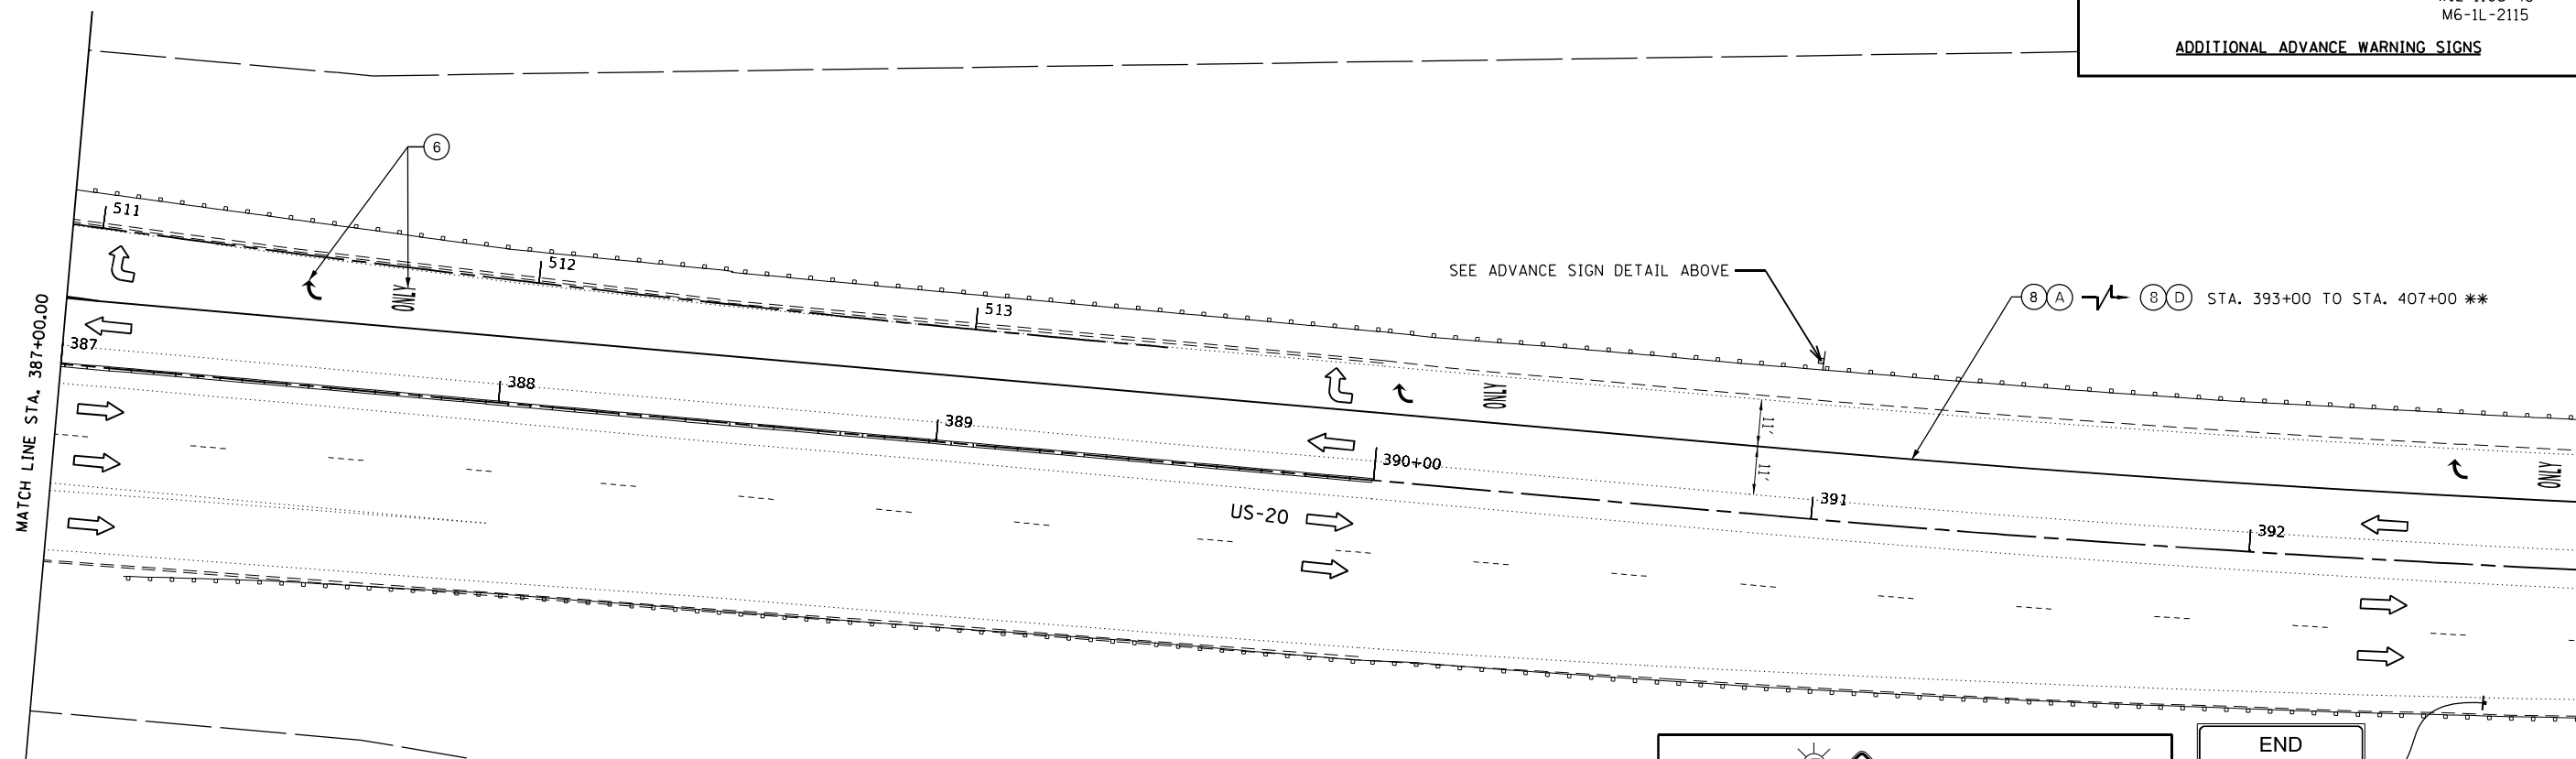 M6-1L-2115
ADDITIONAL ADVANCE WARNING SIGNS
6
511
512
513
SEE ADVANCE SIGN DETAIL ABOVE
8 A 8 D STA. 393+00 TO STA. 407+00 **
ONLY
ONLY
ONLY
MATCH LINE STA. 387+00.00
387
388
389
390+00
391
392
11'
11'
US-20
END